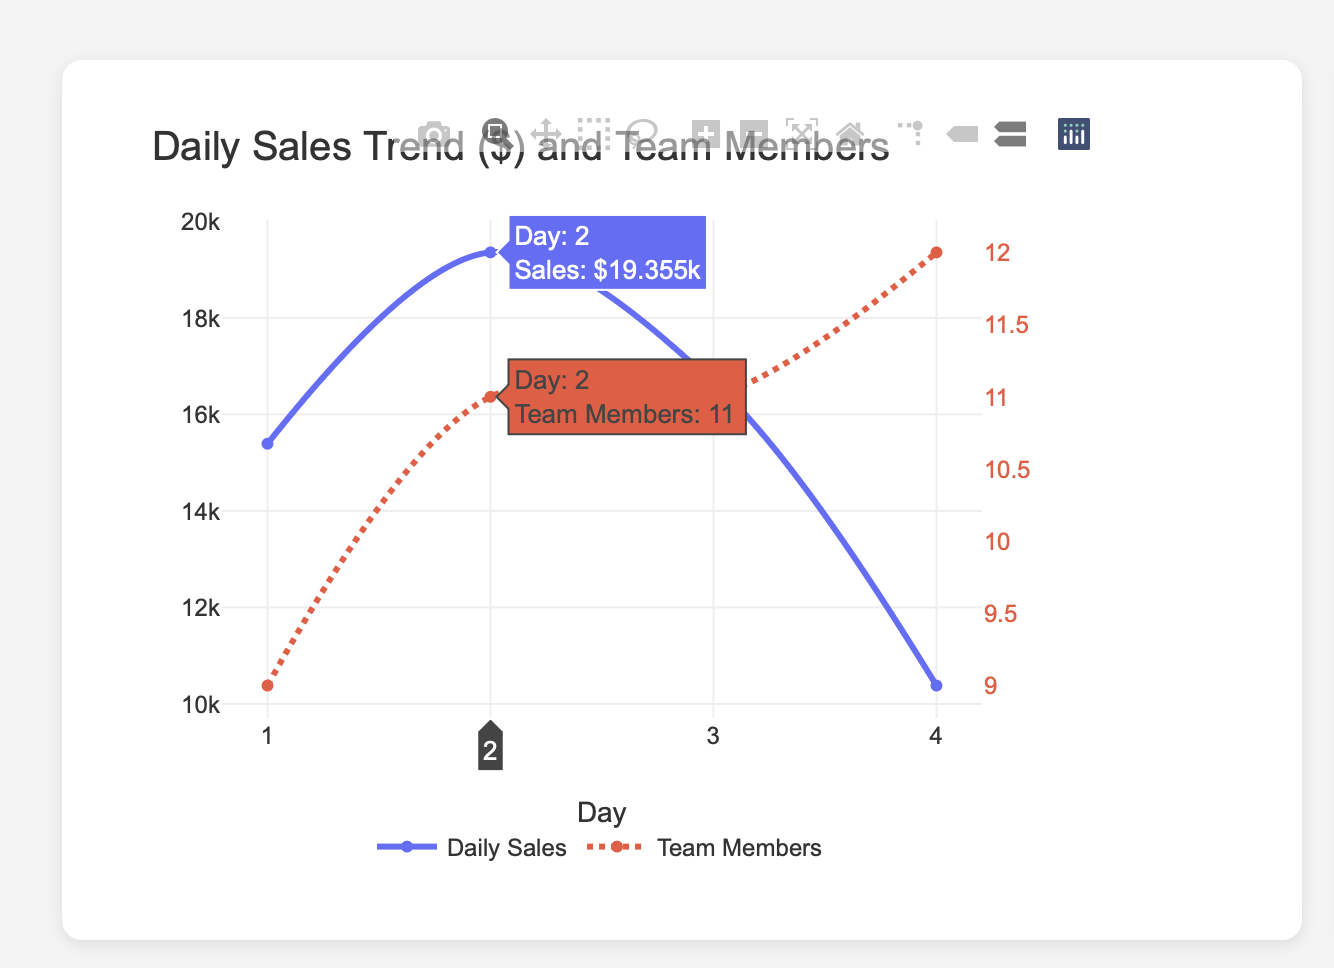 Daily Sales Trend ($) and Team Members
20k
18k
16k
14k
12k
10k
Day: 2
Sales: $19.355k
Day: 2
Team Members: 11
12
11.5
11
10.5
10
9.5
9
1
2
3
4
Day
Daily Sales
Team Members